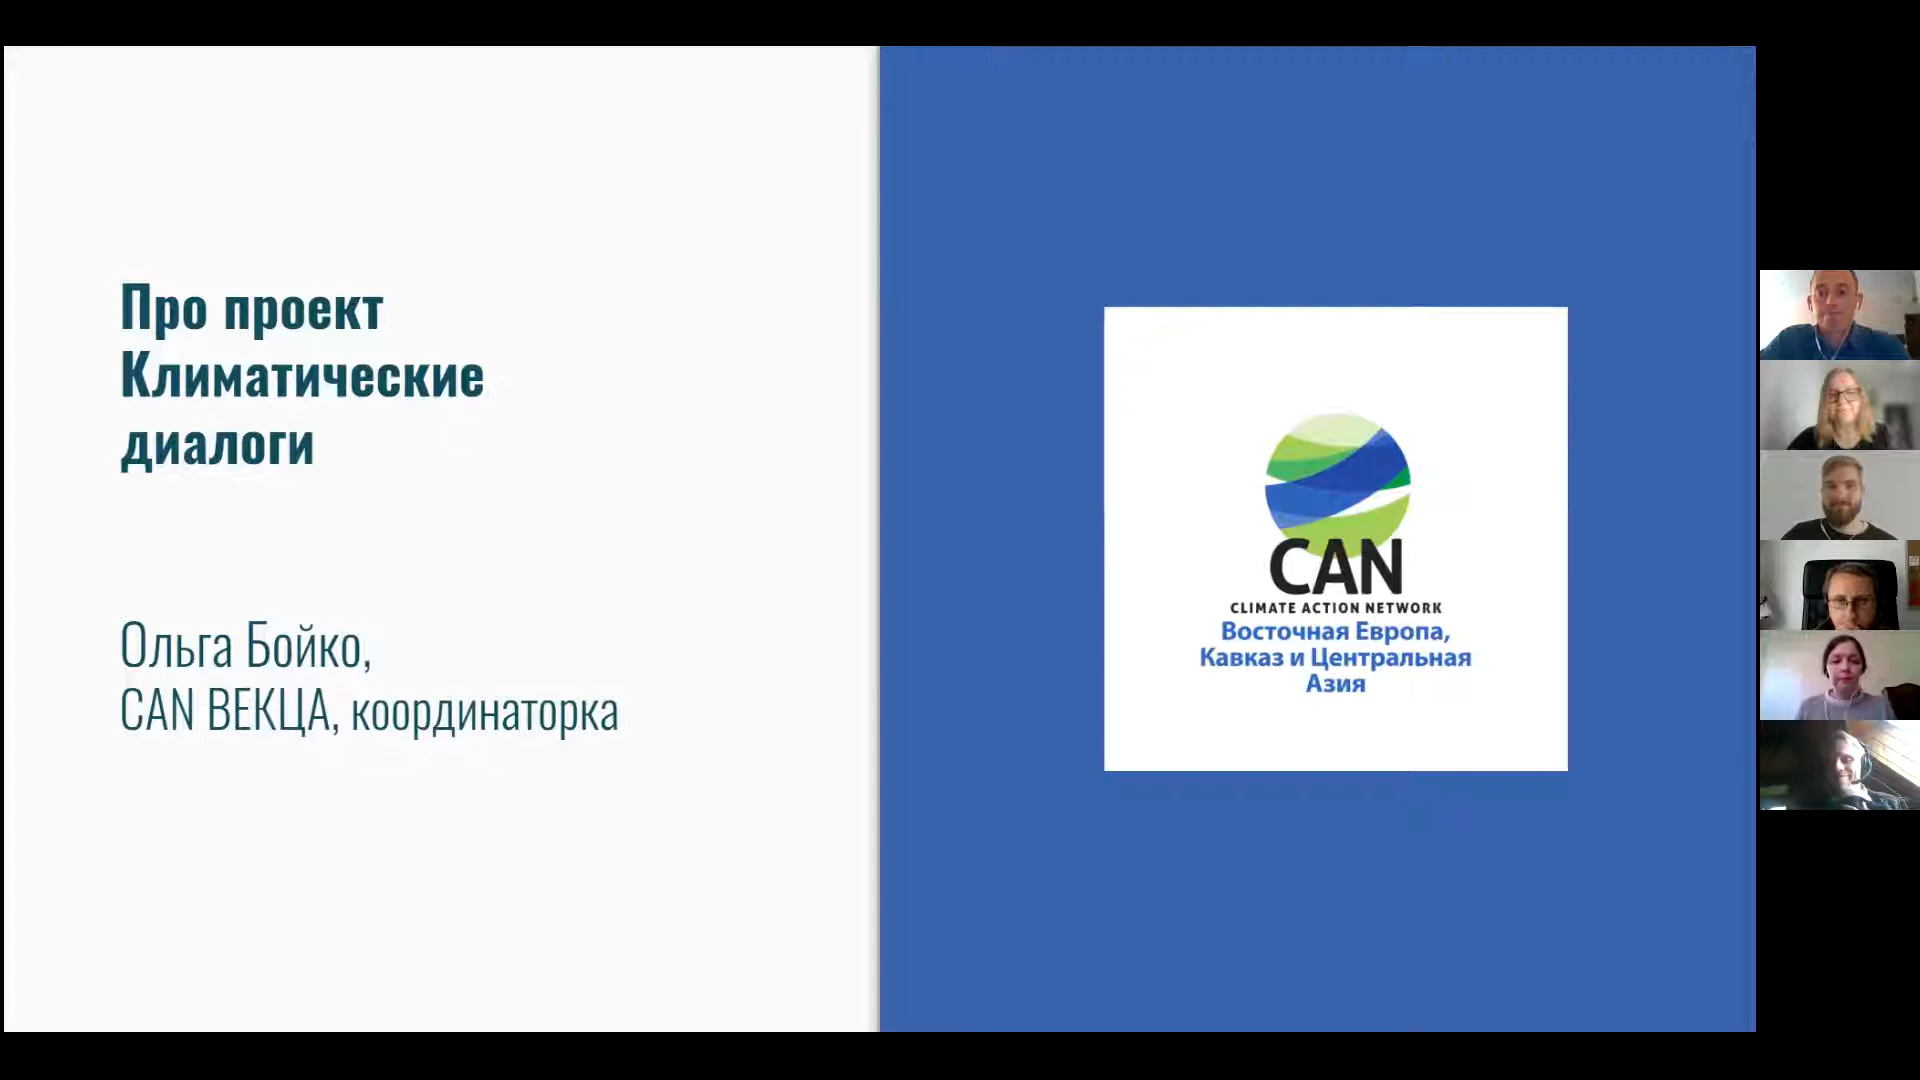 Про проект
Климатические
диалоги
Ольга Бойко,
CAN ВЕКЦА, координаторка
CAN
CLIMATE ACTION NETWORK
Восточная Европа,
Кавказ и Центральная
Азия